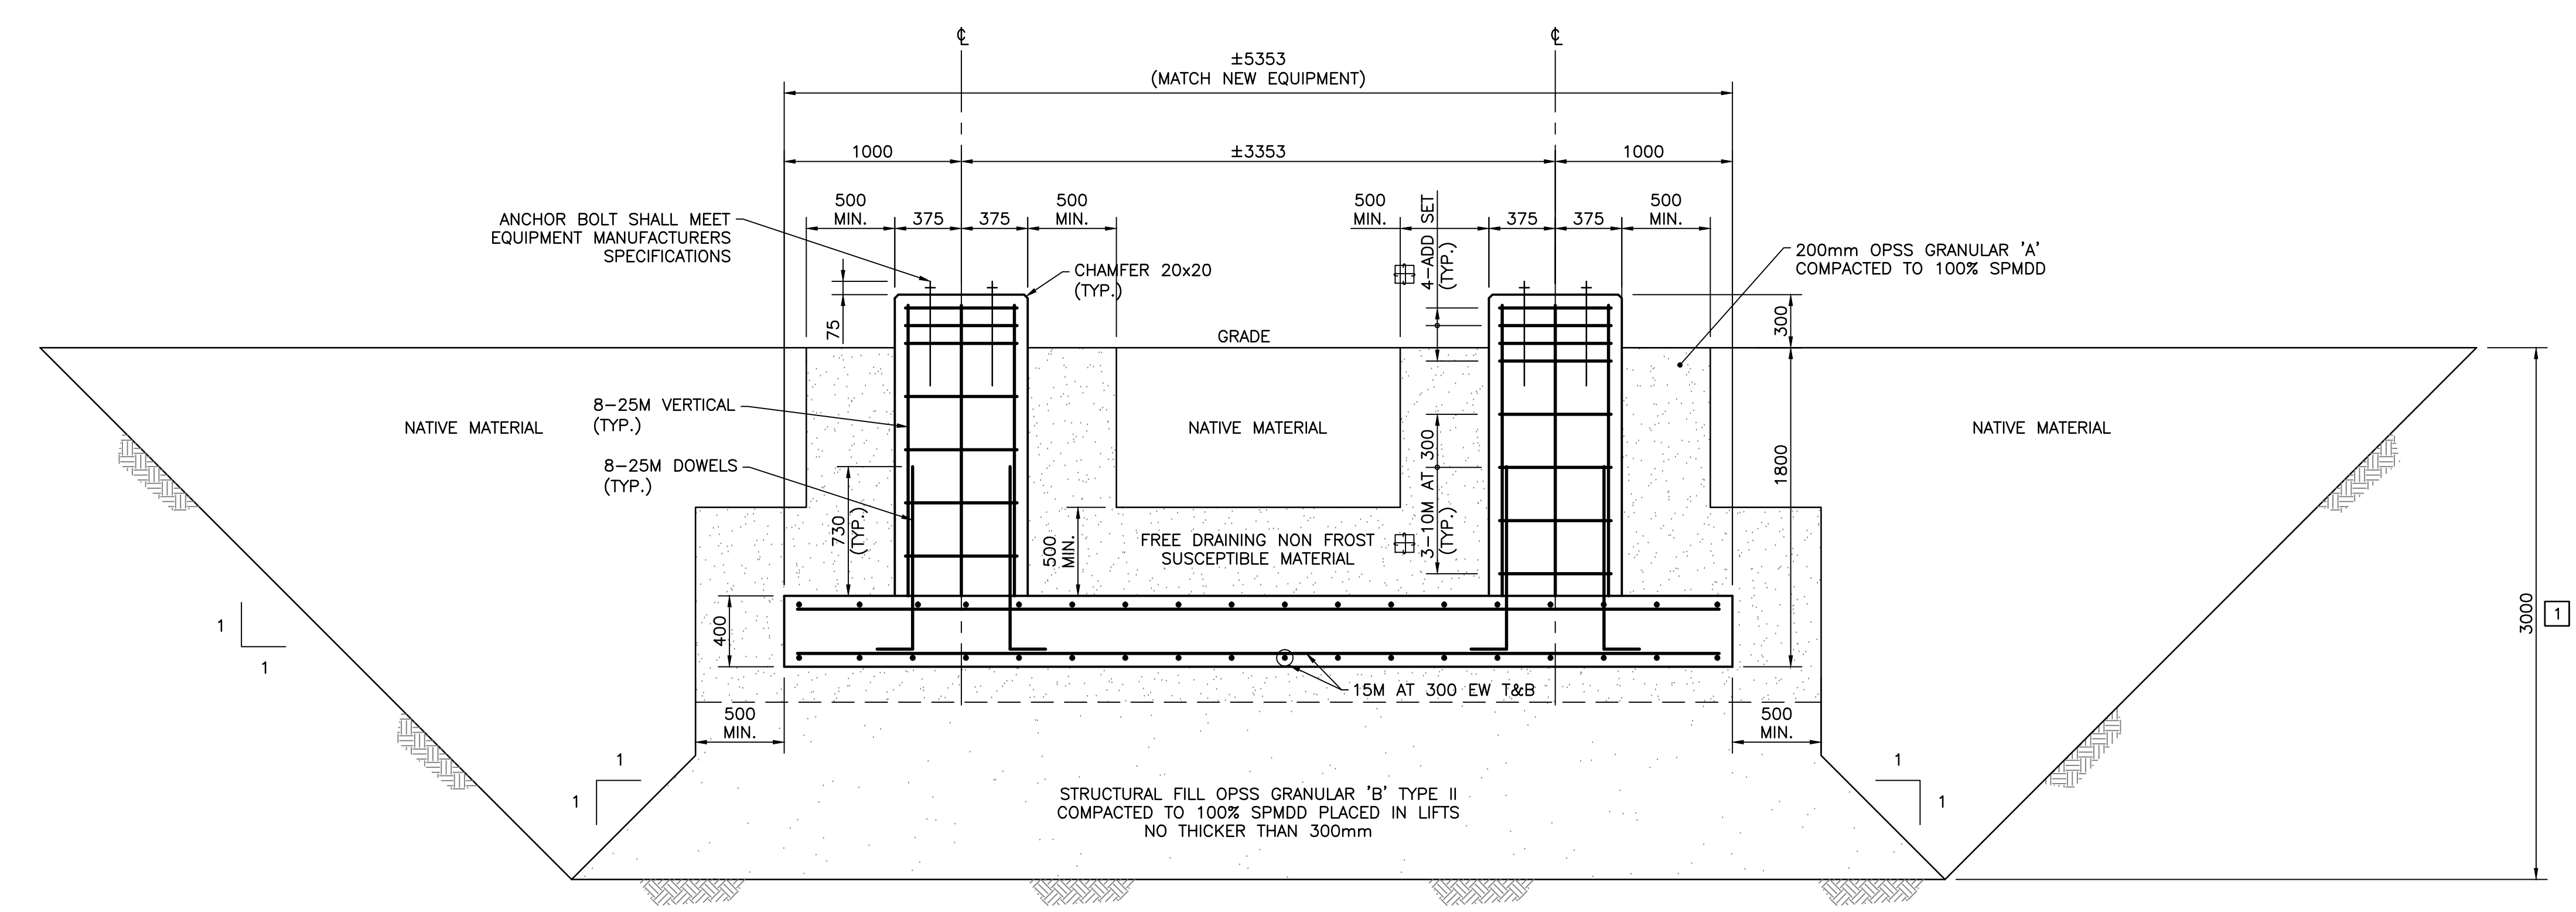 ℄
℄
±5353
(MATCH NEW EQUIPMENT)
1000
±3353
1000
500
MIN.
375
375
500
MIN.
500
MIN.
4-ADD SET
(TYP.)
375
375
500
MIN.
ANCHOR BOLT SHALL MEET
EQUIPMENT MANUFACTURERS
SPECIFICATIONS
CHAMFER 20x20
(TYP.)
200mm OPSS GRANULAR 'A'
COMPACTED TO 100% SPMDD
75
GRADE
300
8-25M VERTICAL
(TYP.)
NATIVE MATERIAL
NATIVE MATERIAL
NATIVE MATERIAL
8-25M DOWELS
(TYP.)
1800
730
(TYP.)
500
MIN.
FREE DRAINING NON FROST
SUSCEPTIBLE MATERIAL
3-10M AT 300
(TYP.)
400
3000
1
1
1
15M AT 300 EW T&B
500
MIN.
500
MIN.
1
1
1
1
STRUCTURAL FILL OPSS GRANULAR 'B' TYPE II
COMPACTED TO 100% SPMDD PLACED IN LIFTS
NO THICKER THAN 300mm